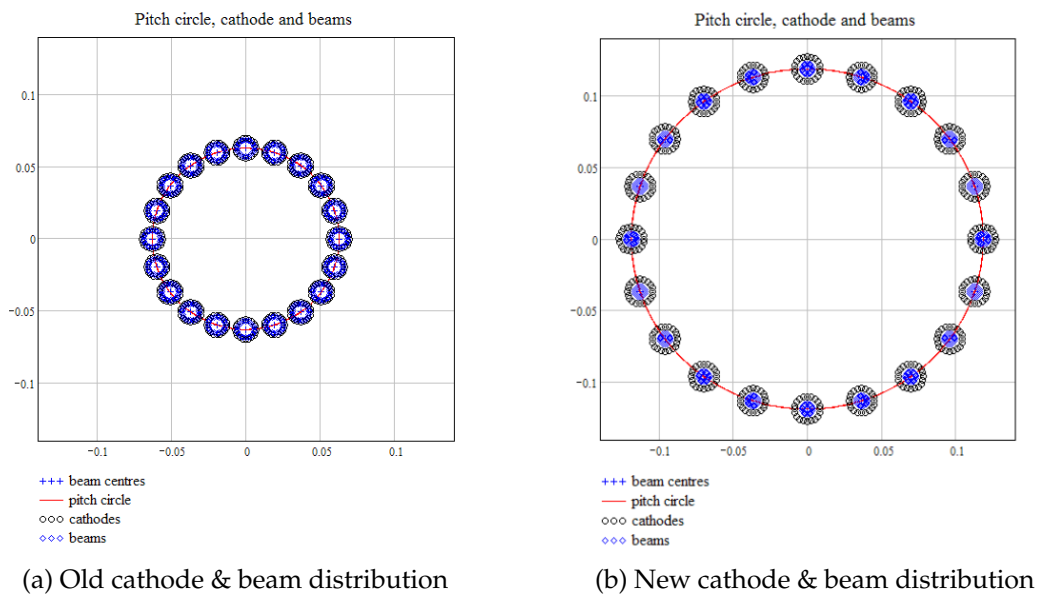 Pitch circle, cathode and beams
0.1
0.05
0
−0.05
−0.1
−0.1
−0.05
0
0.05
0.1
+++ beam centres
— pitch circle
ooo cathodes
◇◇◇ beams
(a) Old cathode & beam distribution
Pitch circle, cathode and beams
0.1
0.05
0
−0.05
−0.1
−0.1
−0.05
0
0.05
0.1
+++ beam centres
— pitch circle
ooo cathodes
◇◇◇ beams
(b) New cathode & beam distribution